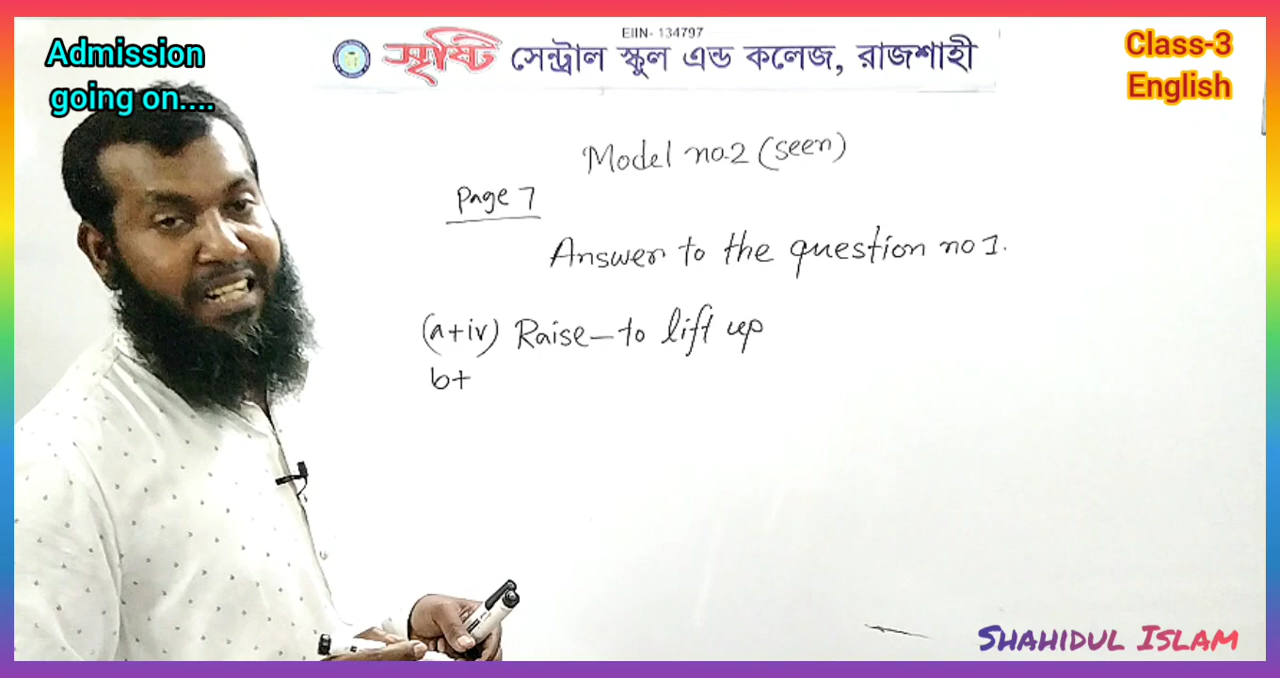 Admission
going on....
EIIN- 134797
সৃষ্টি সেন্ট্রাল স্কুল এন্ড কলেজ, রাজশাহী
Class-3
English
Model no.2 (seen)
Page 7
Answer to the question no 1.
(a+iv) Raise–to lift up
b+
SHAHIDUL ISLAM